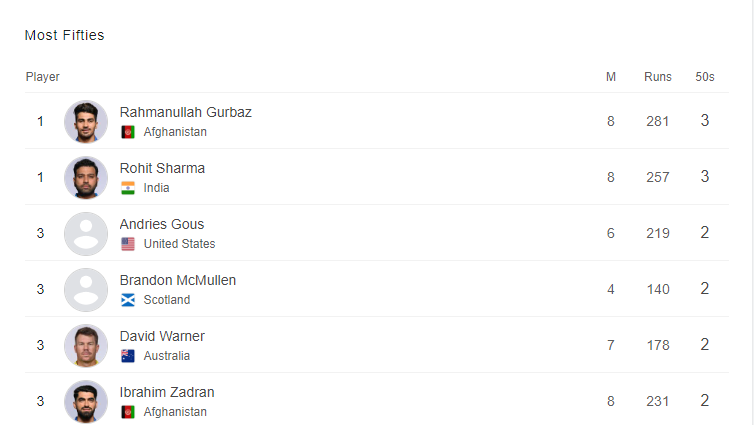 Most Fifties
Player M Runs 50s
1 Rahmanullah Gurbaz 8 281 3
Afghanistan
1 Rohit Sharma 8 257 3
India
3 Andries Gous 6 219 2
United States
3 Brandon McMullen 4 140 2
Scotland
3 David Warner 7 178 2
Australia
3 Ibrahim Zadran 8 231 2
Afghanistan